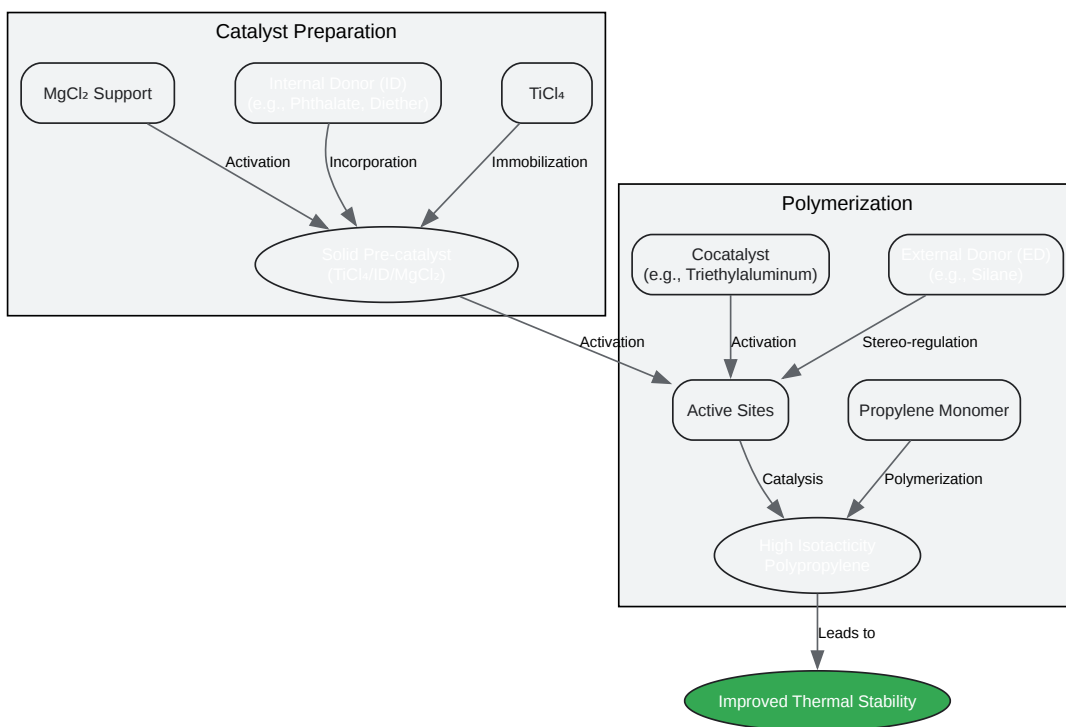 Catalyst Preparation
MgCl₂ Support
Internal Donor (ID)
(e.g., Phthalate, Diether)
TiCl₄
Activation
Incorporation
Immobilization
Solid Pre-catalyst
(TiCl₄/ID/MgCl₂)
Polymerization
Cocatalyst
(e.g., Triethylaluminum)
External Donor (ED)
(e.g., Silane)
Activation
Activation
Stereo-regulation
Active Sites
Propylene Monomer
Catalysis
Polymerization
High Isotacticity
Polypropylene
Leads to
Improved Thermal Stability